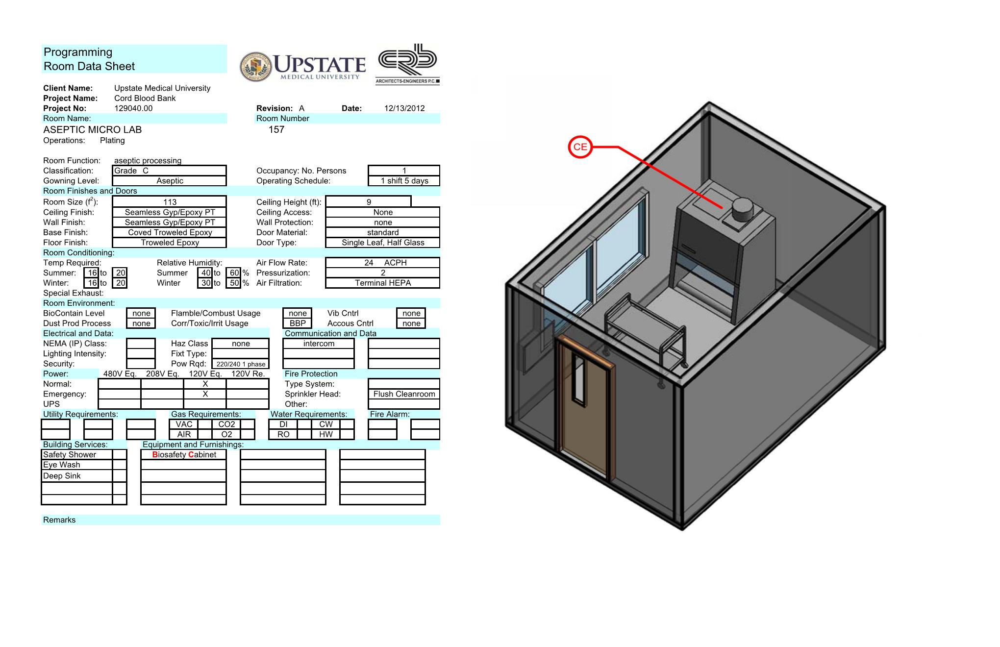 Programming
Room Data Sheet
UPSTATE
MEDICAL UNIVERSITY
crb
ARCHITECTS-ENGINEERS P.C.
Client Name: Upstate Medical University
Project Name: Cord Blood Bank
Project No: 129040.00 Revision: A Date: 12/13/2012
Room Name: Room Number
ASEPTIC MICRO LAB 157
Operations: Plating
Room Function: aseptic processing
Classification: Grade C Occupancy: No. Persons 1
Gowning Level: Aseptic Operating Schedule: 1 shift 5 days
Room Finishes and Doors
Room Size (f²): 113 Ceiling Height (ft): 9
Ceiling Finish: Seamless Gyp/Epoxy PT Ceiling Access: None
Wall Finish: Seamless Gyp/Epoxy PT Wall Protection: none
Base Finish: Coved Troweled Epoxy Door Material: standard
Floor Finish: Troweled Epoxy Door Type: Single Leaf, Half Glass
Room Conditioning:
Temp Required: Relative Humidity: Air Flow Rate: 24 ACPH
Summer: 16 to 20 Summer 40 to 60 % Pressurization: 2
Winter: 16 to 20 Winter 30 to 50 % Air Filtration: Terminal HEPA
Special Exhaust:
Room Environment:
BioContain Level none Flamble/Combust Usage none Vib Cntrl none
Dust Prod Process none Corr/Toxic/Irrit Usage BBP Accous Cntrl none
Electrical and Data: Communication and Data
NEMA (IP) Class: Haz Class none intercom
Lighting Intensity: Fixt Type:
Security: Pow Rqd: 220/240 1 phase
Power: 480V Eq. 208V Eq. 120V Eq. 120V Re. Fire Protection
Normal: X Type System:
Emergency: X Sprinkler Head: Flush Cleanroom
UPS Other:
Utility Requirements: Gas Requirements: Water Requirements: Fire Alarm:
VAC CO2 DI CW
AIR O2 RO HW
Building Services: Equipment and Furnishings:
Safety Shower Biosafety Cabinet
Eye Wash
Deep Sink
Remarks
CE